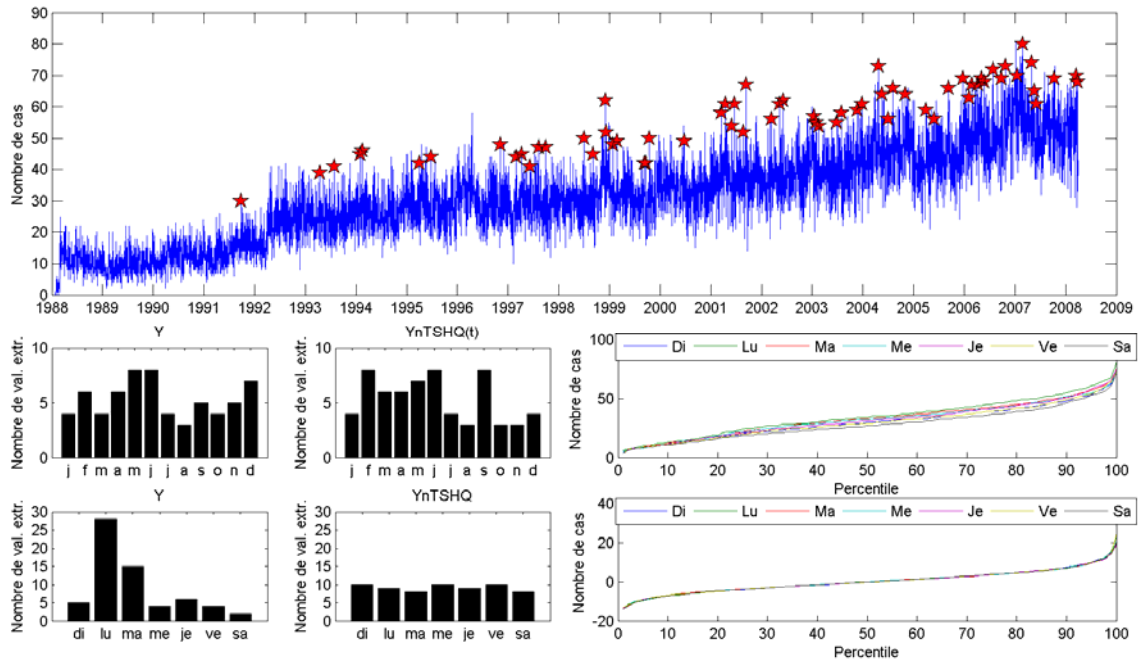 90
80
70
60
50
40
30
20
10
0
Nombre de cas
1988 1989 1990 1991 1992 1993 1994 1995 1996 1997 1998 1999 2000 2001 2002 2003 2004 2005 2006 2007 2008 2009
Y
10
5
0
Nombre de val. extr.
j f m a m j j a s o n d
YnTSHQ(t)
10
5
0
Nombre de val. extr.
j f m a m j j a s o n d
100
50
0
Nombre de cas
Di Lu Ma Me Je Ve Sa
0 10 20 30 40 50 60 70 80 90 100
Percentile
Y
30
25
20
15
10
5
0
Nombre de val. extr.
di lu ma me je ve sa
YnTSHQ
30
25
20
15
10
5
0
Nombre de val. extr.
di lu ma me je ve sa
40
20
0
-20
Nombre de cas
Di Lu Ma Me Je Ve Sa
0 10 20 30 40 50 60 70 80 90 100
Percentile